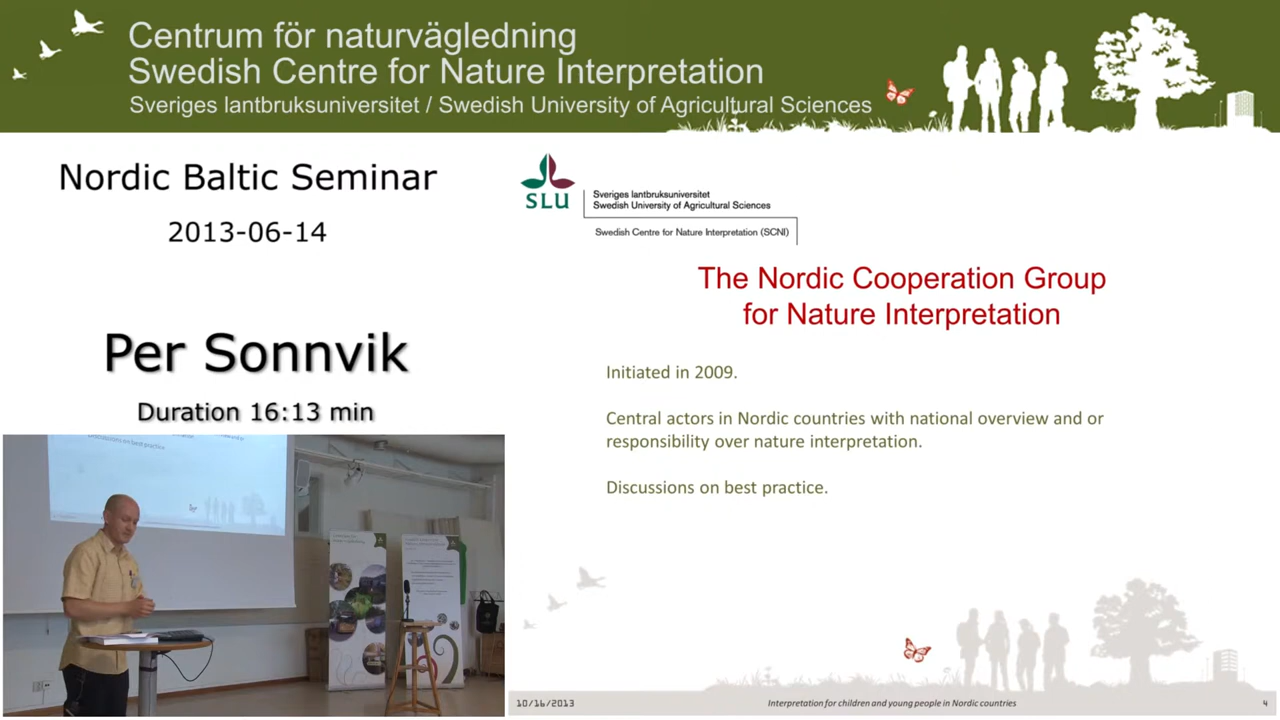 Centrum för naturvägledning
Swedish Centre for Nature Interpretation
Sveriges lantbruksuniversitet / Swedish University of Agricultural Sciences
Nordic Baltic Seminar
2013-06-14
Per Sonnvik
Duration 16:13 min
Discussions on best practice
SLU
Sveriges lantbruksuniversitet
Swedish University of Agricultural Sciences
Swedish Centre for Nature Interpretation (SCNI)
The Nordic Cooperation Group
for Nature Interpretation
Initiated in 2009.
Central actors in Nordic countries with national overview and or
responsibility over nature interpretation.
Discussions on best practice.
10/16/2013
Interpretation for children and young people in Nordic countries
4